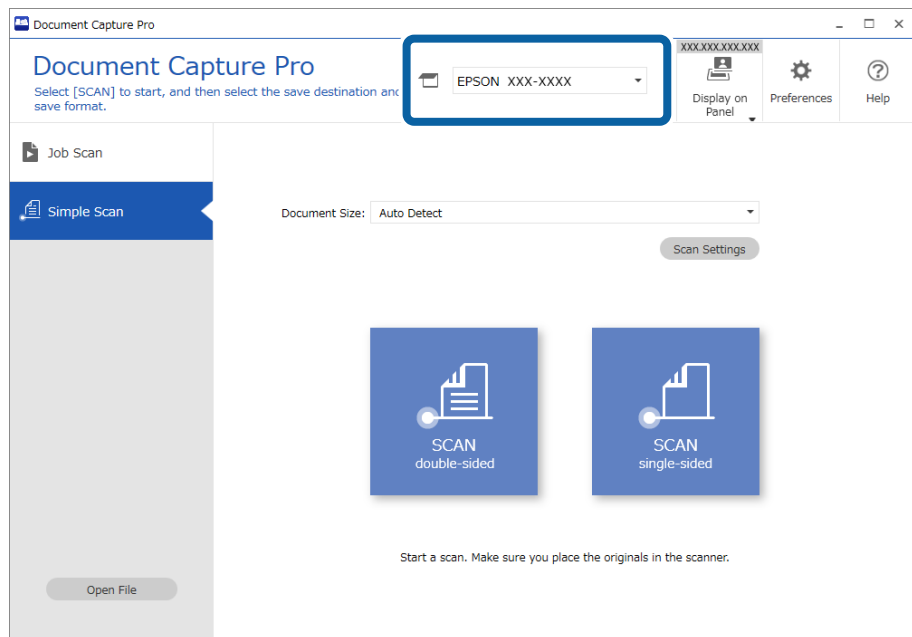 Document Capture Pro
Document Capture Pro
Select [SCAN] to start, and then select the save destination and
save format.
EPSON XXX-XXXX
XXX.XXX.XXX.XXX
Display on
Panel
Preferences
Help
Job Scan
Simple Scan
Document Size: Auto Detect
Scan Settings
SCAN
double-sided
SCAN
single-sided
Start a scan. Make sure you place the originals in the scanner.
Open File